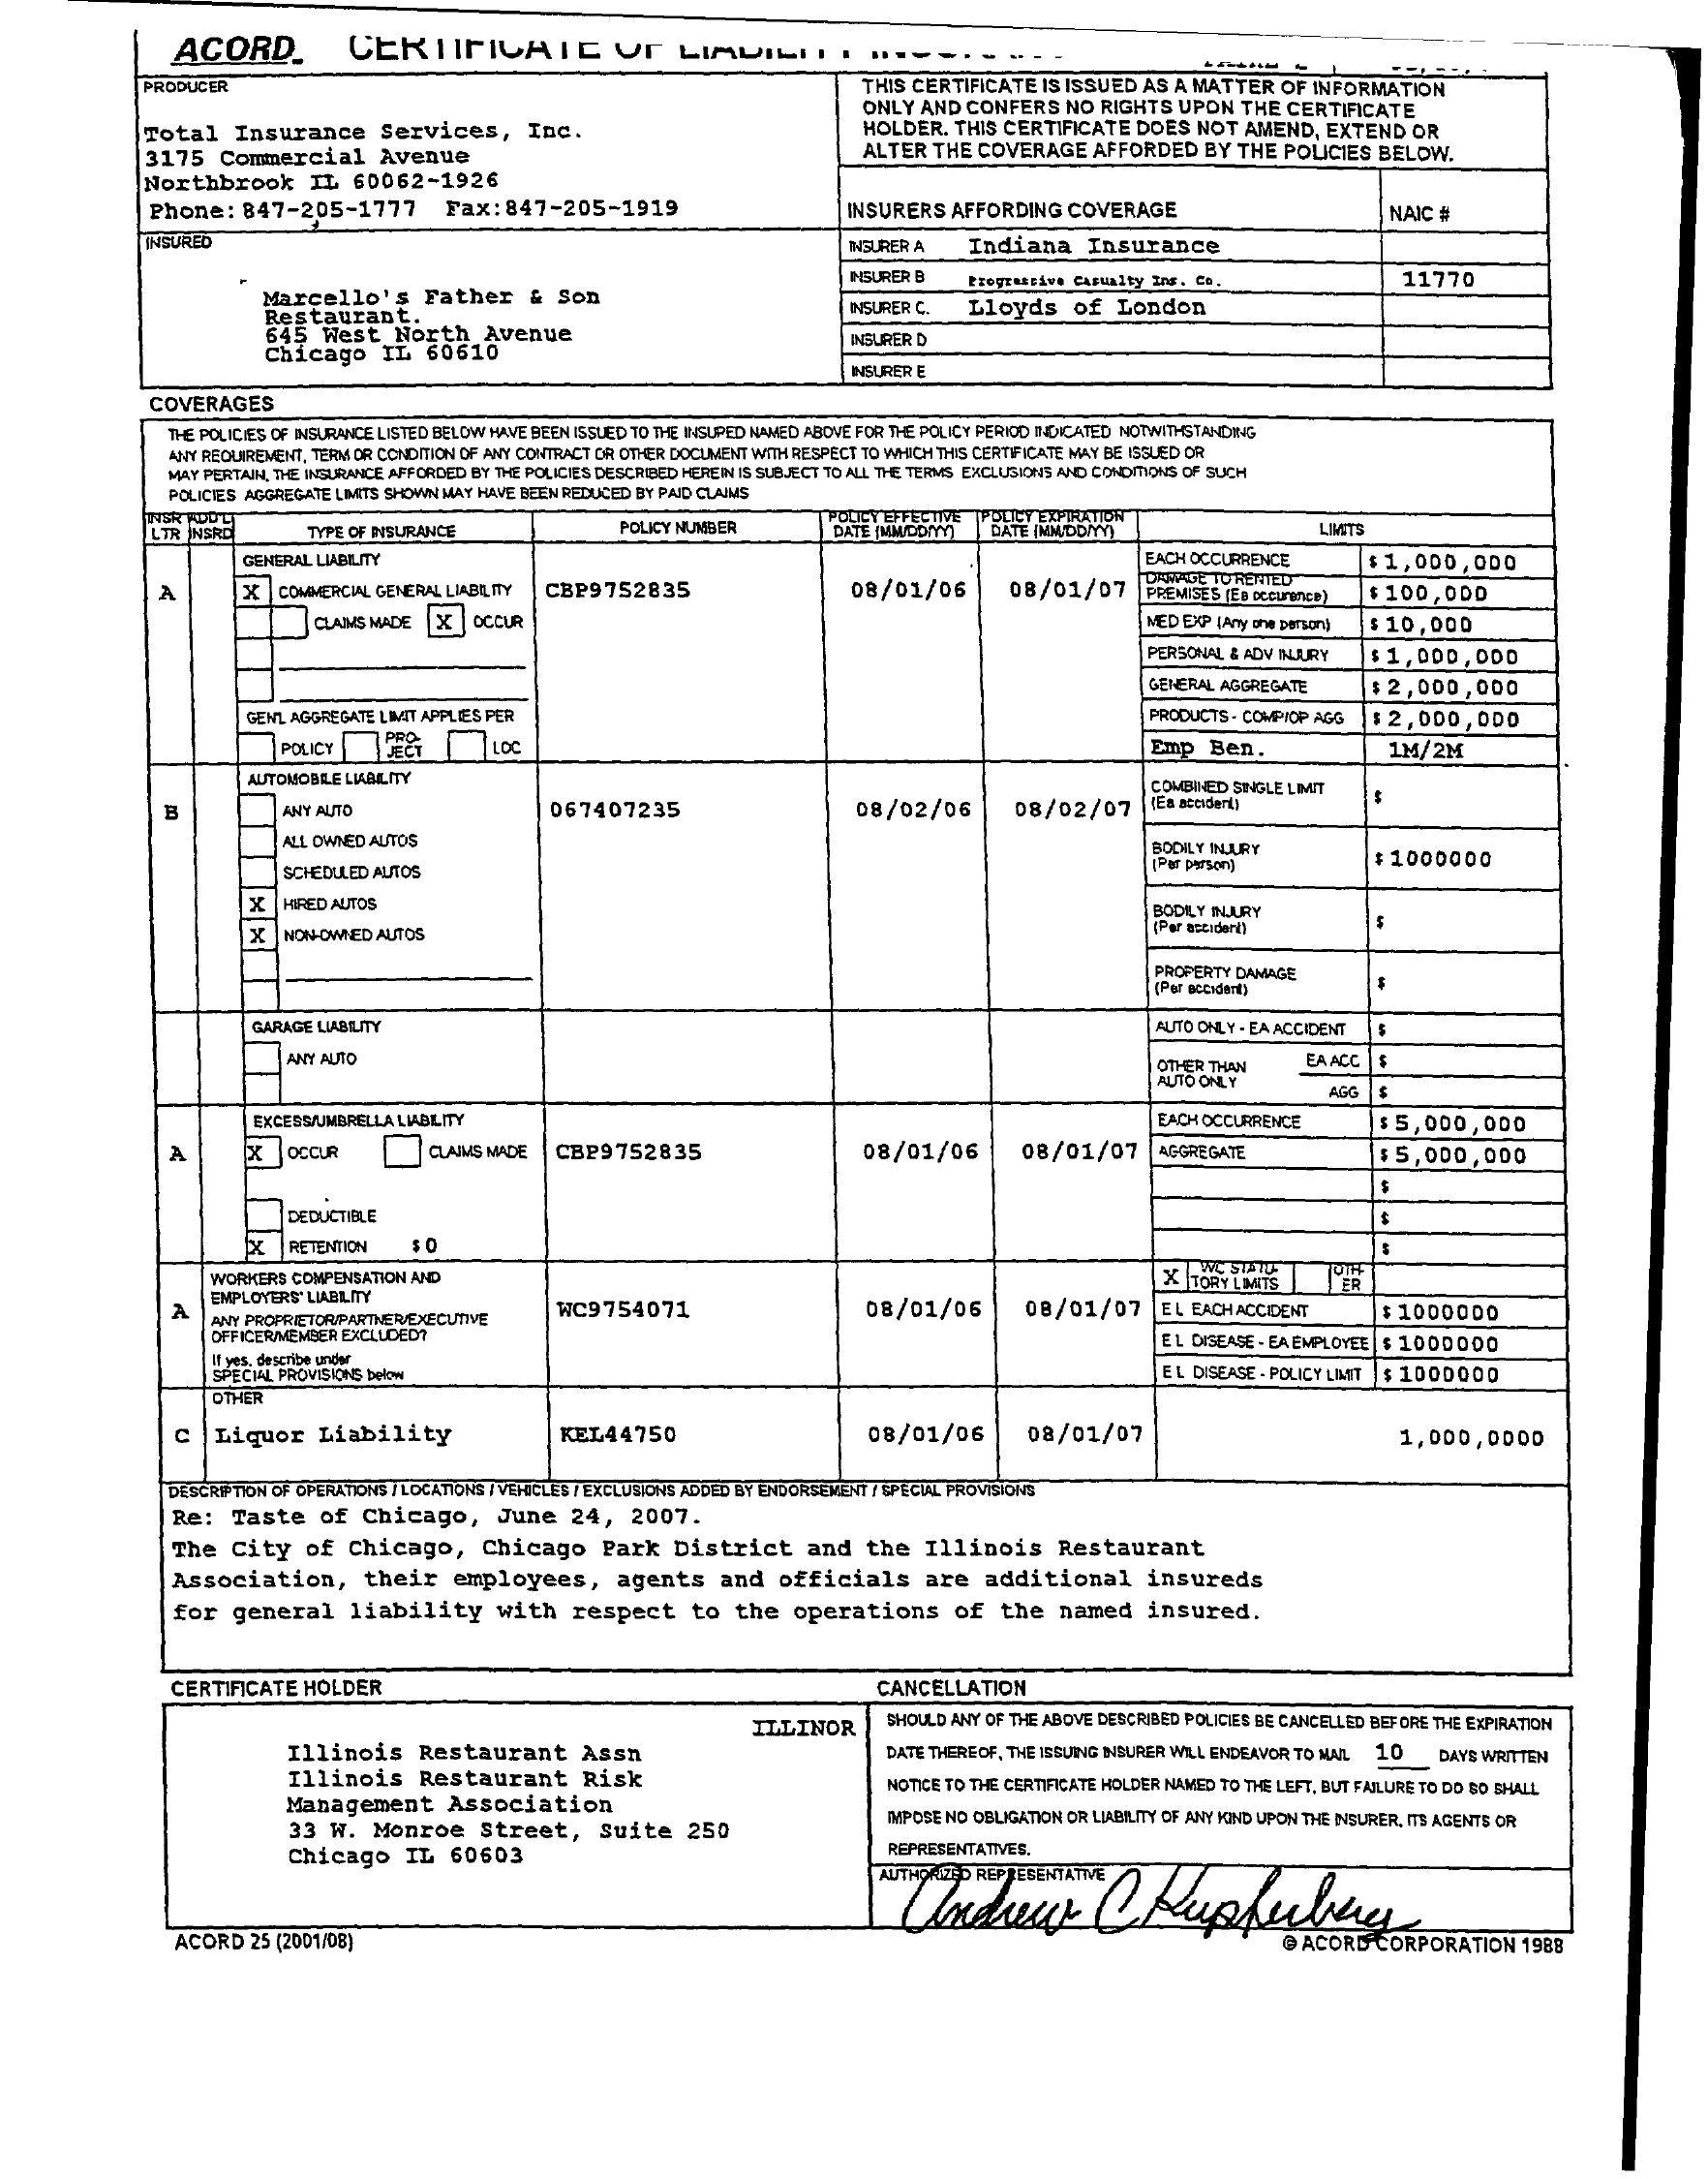 ACORD CERTIFICATE OF LIABILITY
PRODUCER
Total Insurance Services, Inc.
3175 Commercial Avenue
Northbrook IL 60062-1926
Phone:847-205-1777 Fax:847-205-1919
THIS CERTIFICATE IS ISSUED AS A MATTER OF INFORMATION
ONLY AND CONFERS NO RIGHTS UPON THE CERTIFICATE
HOLDER. THIS CERTIFICATE DOES NOT AMEND, EXTEND OR
ALTER THE COVERAGE AFFORDED BY THE POLICIES BELOW.
INSURERS AFFORDING COVERAGE NAIC #
INSURED
Marcello's Father & Son
Restaurant.
645 West North Avenue
Chicago IL 60610
INSURER A Indiana Insurance
INSURER B Progressive Casualty Ins. Co. 11770
INSURER C. Lloyds of London
INSURER D
INSURER E
COVERAGES
THE POLICIES OF INSURANCE LISTED BELOW HAVE BEEN ISSUED TO THE INSURED NAMED ABOVE FOR THE POLICY PERIOD INDICATED NOTWITHSTANDING
ANY REQUIREMENT, TERM OR CONDITION OF ANY CONTRACT OR OTHER DOCUMENT WITH RESPECT TO WHICH THIS CERTIFICATE MAY BE ISSUED OR
MAY PERTAIN, THE INSURANCE AFFORDED BY THE POLICIES DESCRIBED HEREIN IS SUBJECT TO ALL THE TERMS EXCLUSIONS AND CONDITIONS OF SUCH
POLICIES AGGREGATE LIMITS SHOWN MAY HAVE BEEN REDUCED BY PAID CLAIMS
INSR LTR ADD'L INSRD TYPE OF INSURANCE POLICY NUMBER POLICY EFFECTIVE DATE (MM/DD/YY) POLICY EXPIRATION DATE (MM/DD/YY) LIMITS
GENERAL LIABILITY EACH OCCURRENCE $ 1,000,000
A X COMMERCIAL GENERAL LIABILITY CBP9752835 08/01/06 08/01/07 DAMAGE TO RENTED PREMISES (Ea occurence) $ 100,000
CLAIMS MADE X OCCUR MED EXP (Any one person) $ 10,000
PERSONAL & ADV INJURY $ 1,000,000
GENERAL AGGREGATE $ 2,000,000
GEN'L AGGREGATE LIMIT APPLIES PER PRODUCTS - COMP/OP AGG $ 2,000,000
POLICY PRO-JECT LOC Emp Ben. 1M/2M
AUTOMOBILE LIABILITY COMBINED SINGLE LIMIT (Ea accident) $
B ANY AUTO 067407235 08/02/06 08/02/07
ALL OWNED AUTOS BODILY INJURY (Per person) $ 1000000
SCHEDULED AUTOS
X HIRED AUTOS BODILY INJURY (Per accident) $
X NON-OWNED AUTOS
PROPERTY DAMAGE (Per accident) $
GARAGE LIABILITY AUTO ONLY - EA ACCIDENT $
ANY AUTO OTHER THAN AUTO ONLY EA ACC $
AGG $
EXCESS/UMBRELLA LIABILITY EACH OCCURRENCE $ 5,000,000
A X OCCUR CLAIMS MADE CBP9752835 08/01/06 08/01/07 AGGREGATE $ 5,000,000
$
DEDUCTIBLE $
X RETENTION $ 0 $
WORKERS COMPENSATION AND X WC STATU-TORY LIMITS OTH-ER
EMPLOYERS' LIABILITY
A ANY PROPRIETOR/PARTNER/EXECUTIVE WC9754071 08/01/06 08/01/07 E L EACH ACCIDENT $ 1000000
OFFICER/MEMBER EXCLUDED? E L DISEASE - EA EMPLOYEE $ 1000000
If yes, describe under
SPECIAL PROVISIONS below E L DISEASE - POLICY LIMIT $ 1000000
OTHER
C Liquor Liability KEL44750 08/01/06 08/01/07 1,000,0000
DESCRIPTION OF OPERATIONS / LOCATIONS / VEHICLES / EXCLUSIONS ADDED BY ENDORSEMENT / SPECIAL PROVISIONS
Re: Taste of Chicago, June 24, 2007.
The City of Chicago, Chicago Park District and the Illinois Restaurant
Association, their employees, agents and officials are additional insureds
for general liability with respect to the operations of the named insured.
CERTIFICATE HOLDER
ILLINOR
Illinois Restaurant Assn
Illinois Restaurant Risk
Management Association
33 W. Monroe Street, Suite 250
Chicago IL 60603
CANCELLATION
SHOULD ANY OF THE ABOVE DESCRIBED POLICIES BE CANCELLED BEFORE THE EXPIRATION
DATE THEREOF, THE ISSUING INSURER WILL ENDEAVOR TO MAIL 10 DAYS WRITTEN
NOTICE TO THE CERTIFICATE HOLDER NAMED TO THE LEFT, BUT FAILURE TO DO SO SHALL
IMPOSE NO OBLIGATION OR LIABILITY OF ANY KIND UPON THE INSURER, ITS AGENTS OR
REPRESENTATIVES.
AUTHORIZED REPRESENTATIVE
Andrew C Kupferberg
ACORD 25 (2001/08)
© ACORD CORPORATION 1988